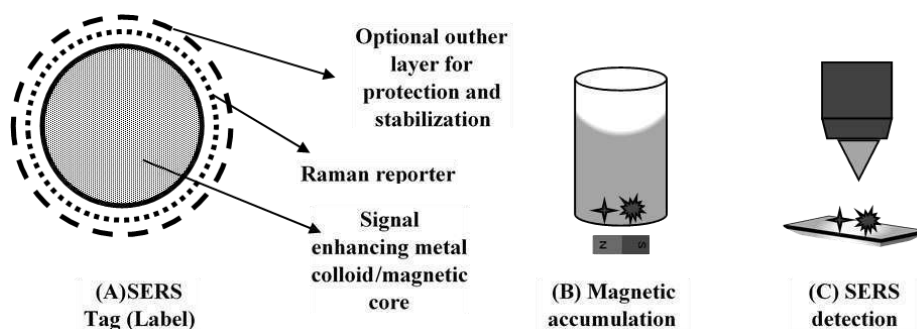 Optional outher
layer for
protection and
stabilization
Raman reporter
Signal
enhancing metal
colloid/magnetic
core
(A)SERS
Tag (Label)
N S
(B) Magnetic
accumulation
(C) SERS
detection